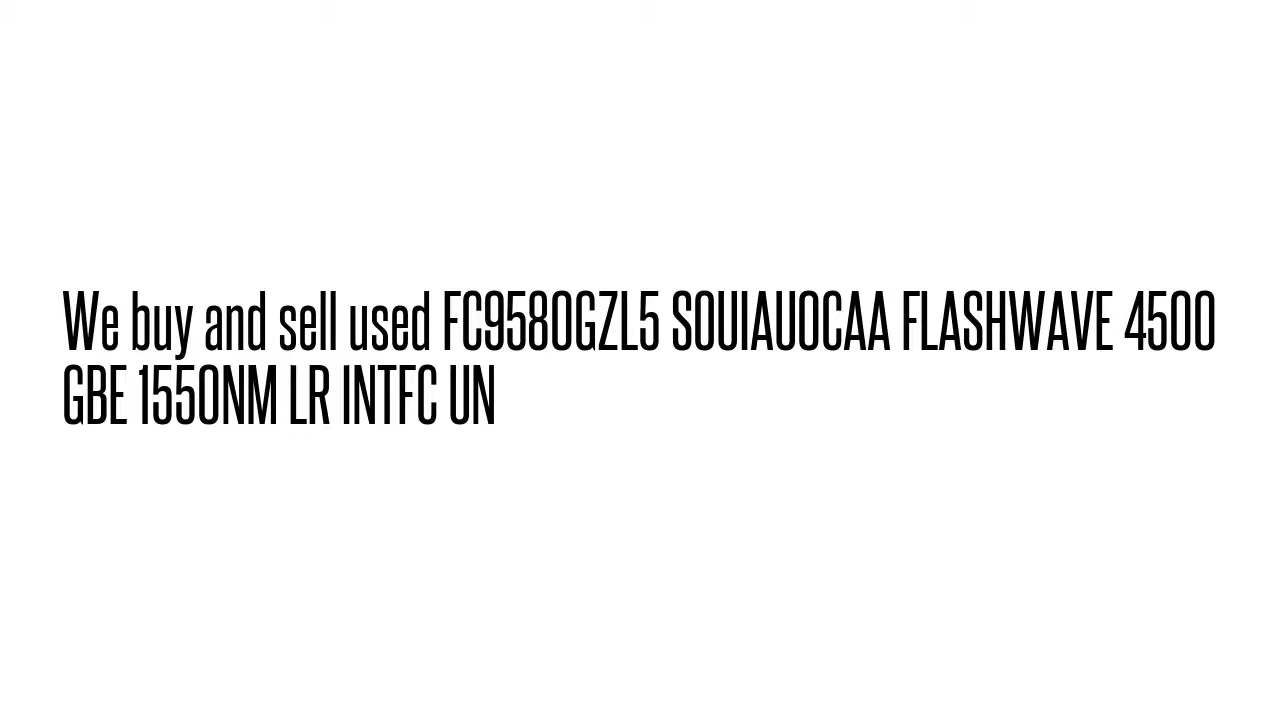 We buy and sell used FC9580GZL5 SOUIAUOCAA FLASHWAVE 4500
GBE 1550NM LR INTFC UN